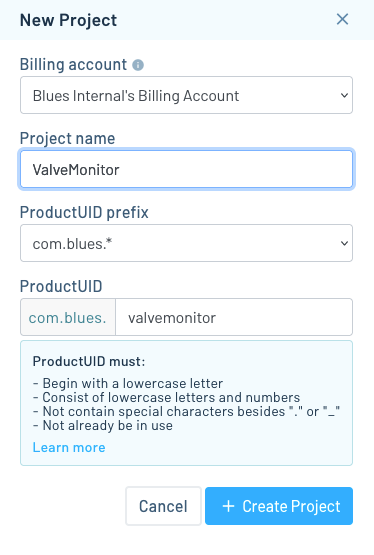 New Project
Billing account
Blues Internal's Billing Account
Project name
ValveMonitor
ProductUID prefix
com.blues.*
ProductUID
com.blues. valvemonitor
ProductUID must:
- Begin with a lowercase letter
- Consist of lowercase letters and numbers
- Not contain special characters besides "." or "_"
- Not already be in use
Learn more
Cancel + Create Project